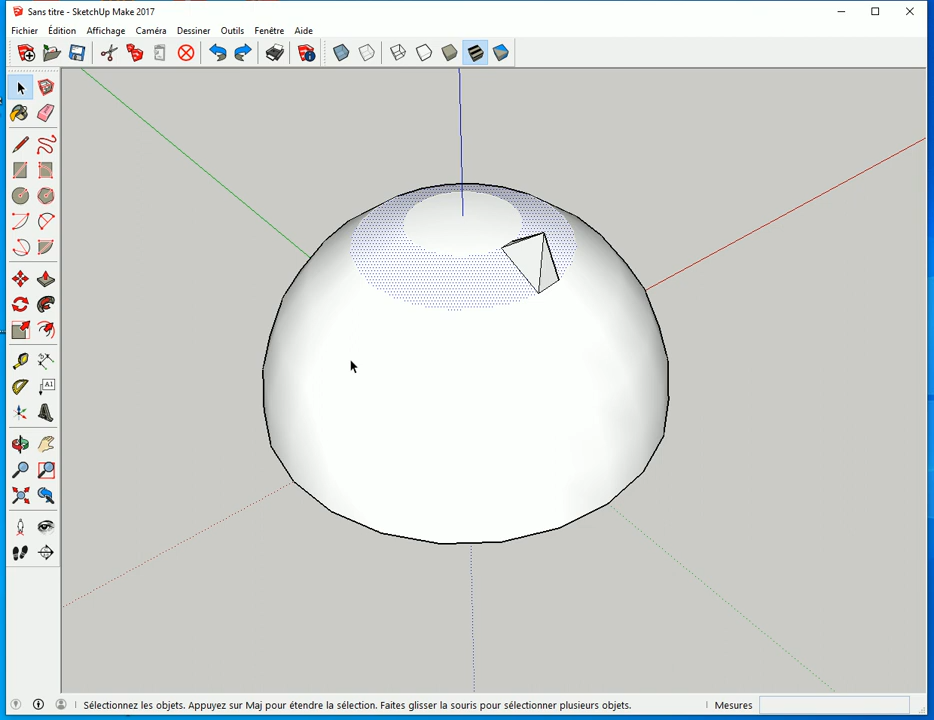 Sans titre - SketchUp Make 2017
Fichier Édition Affichage Caméra Dessiner Outils Fenêtre Aide
A1
Sélectionnez les objets. Appuyez sur Maj pour étendre la sélection. Faites glisser la souris pour sélectionner plusieurs objets. Mesures